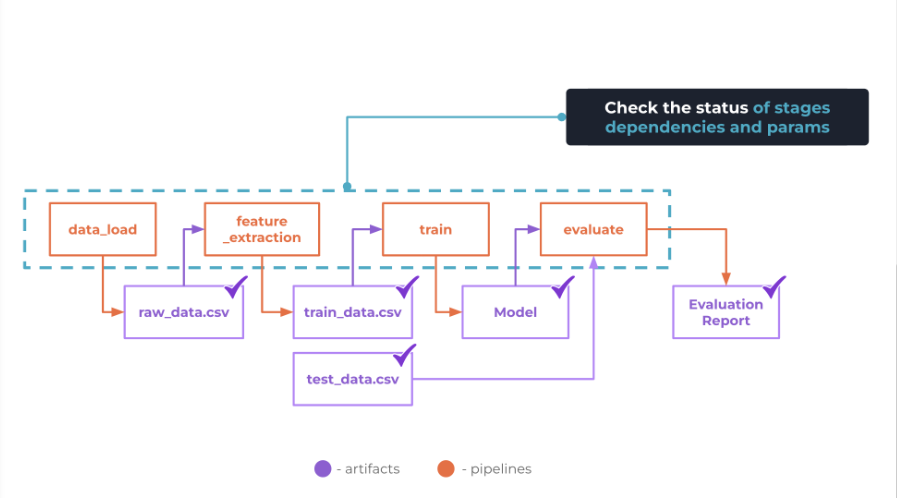 Check the status of stages
dependencies and params
data_load
feature
_extraction
train
evaluate
raw_data.csv
train_data.csv
Model
Evaluation
Report
test_data.csv
- artifacts
- pipelines